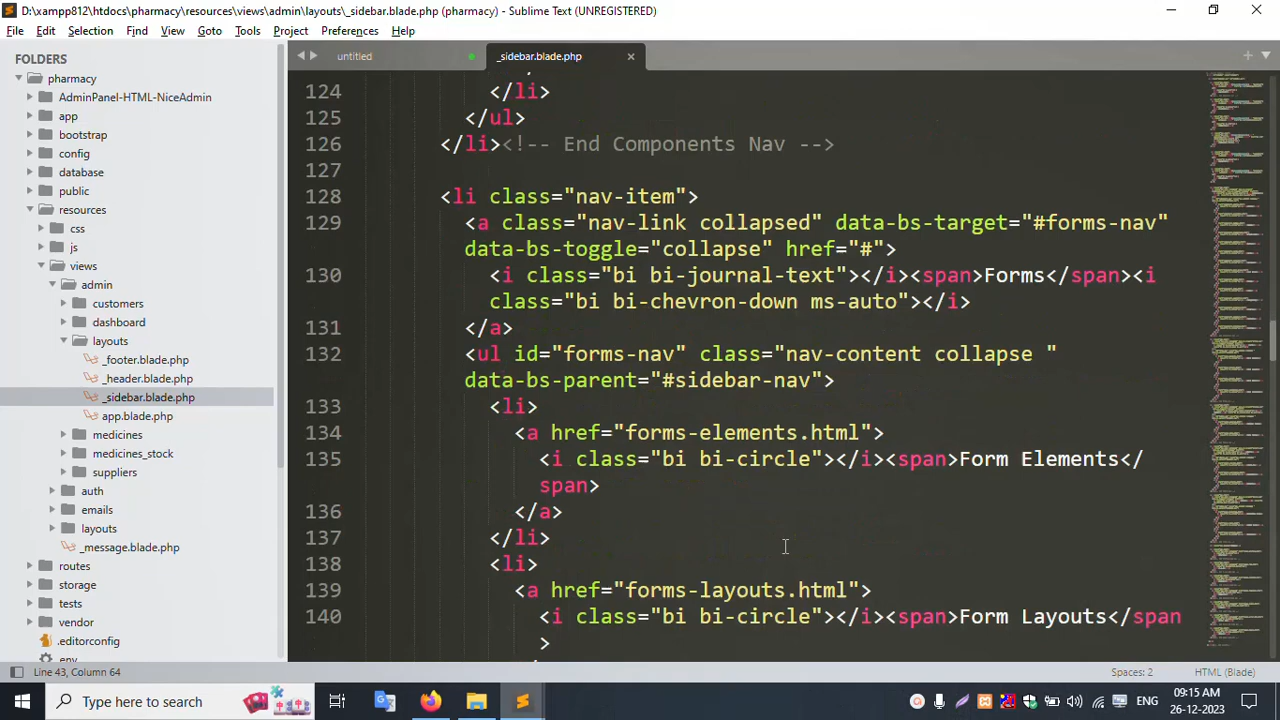 D:\xampp812\htdocs\pharmacy\resources\views\admin\layouts\_sidebar.blade.php (pharmacy) - Sublime Text (UNREGISTERED)
File Edit Selection Find View Goto Tools Project Preferences Help
FOLDERS
pharmacy
AdminPanel-HTML-NiceAdmin
app
bootstrap
config
database
public
resources
css
js
views
admin
customers
dashboard
layouts
_footer.blade.php
_header.blade.php
_sidebar.blade.php
app.blade.php
medicines
medicines_stock
suppliers
auth
emails
layouts
_message.blade.php
routes
storage
tests
vendor
.editorconfig
untitled
_sidebar.blade.php
124 </li>
125 </ul>
126 </li><!-- End Components Nav -->
127
128 <li class="nav-item">
129 <a class="nav-link collapsed" data-bs-target="#forms-nav"
data-bs-toggle="collapse" href="#">
130 <i class="bi bi-journal-text"></i><span>Forms</span><i
class="bi bi-chevron-down ms-auto"></i>
131 </a>
132 <ul id="forms-nav" class="nav-content collapse "
data-bs-parent="#sidebar-nav">
133 <li>
134 <a href="forms-elements.html">
135 <i class="bi bi-circle"></i><span>Form Elements</
span>
136 </a>
137 </li>
138 <li>
139 <a href="forms-layouts.html">
140 <i class="bi bi-circle"></i><span>Form Layouts</span
>
Line 43, Column 64
Spaces: 2
HTML (Blade)
Type here to search
ENG
09:15 AM
26-12-2023